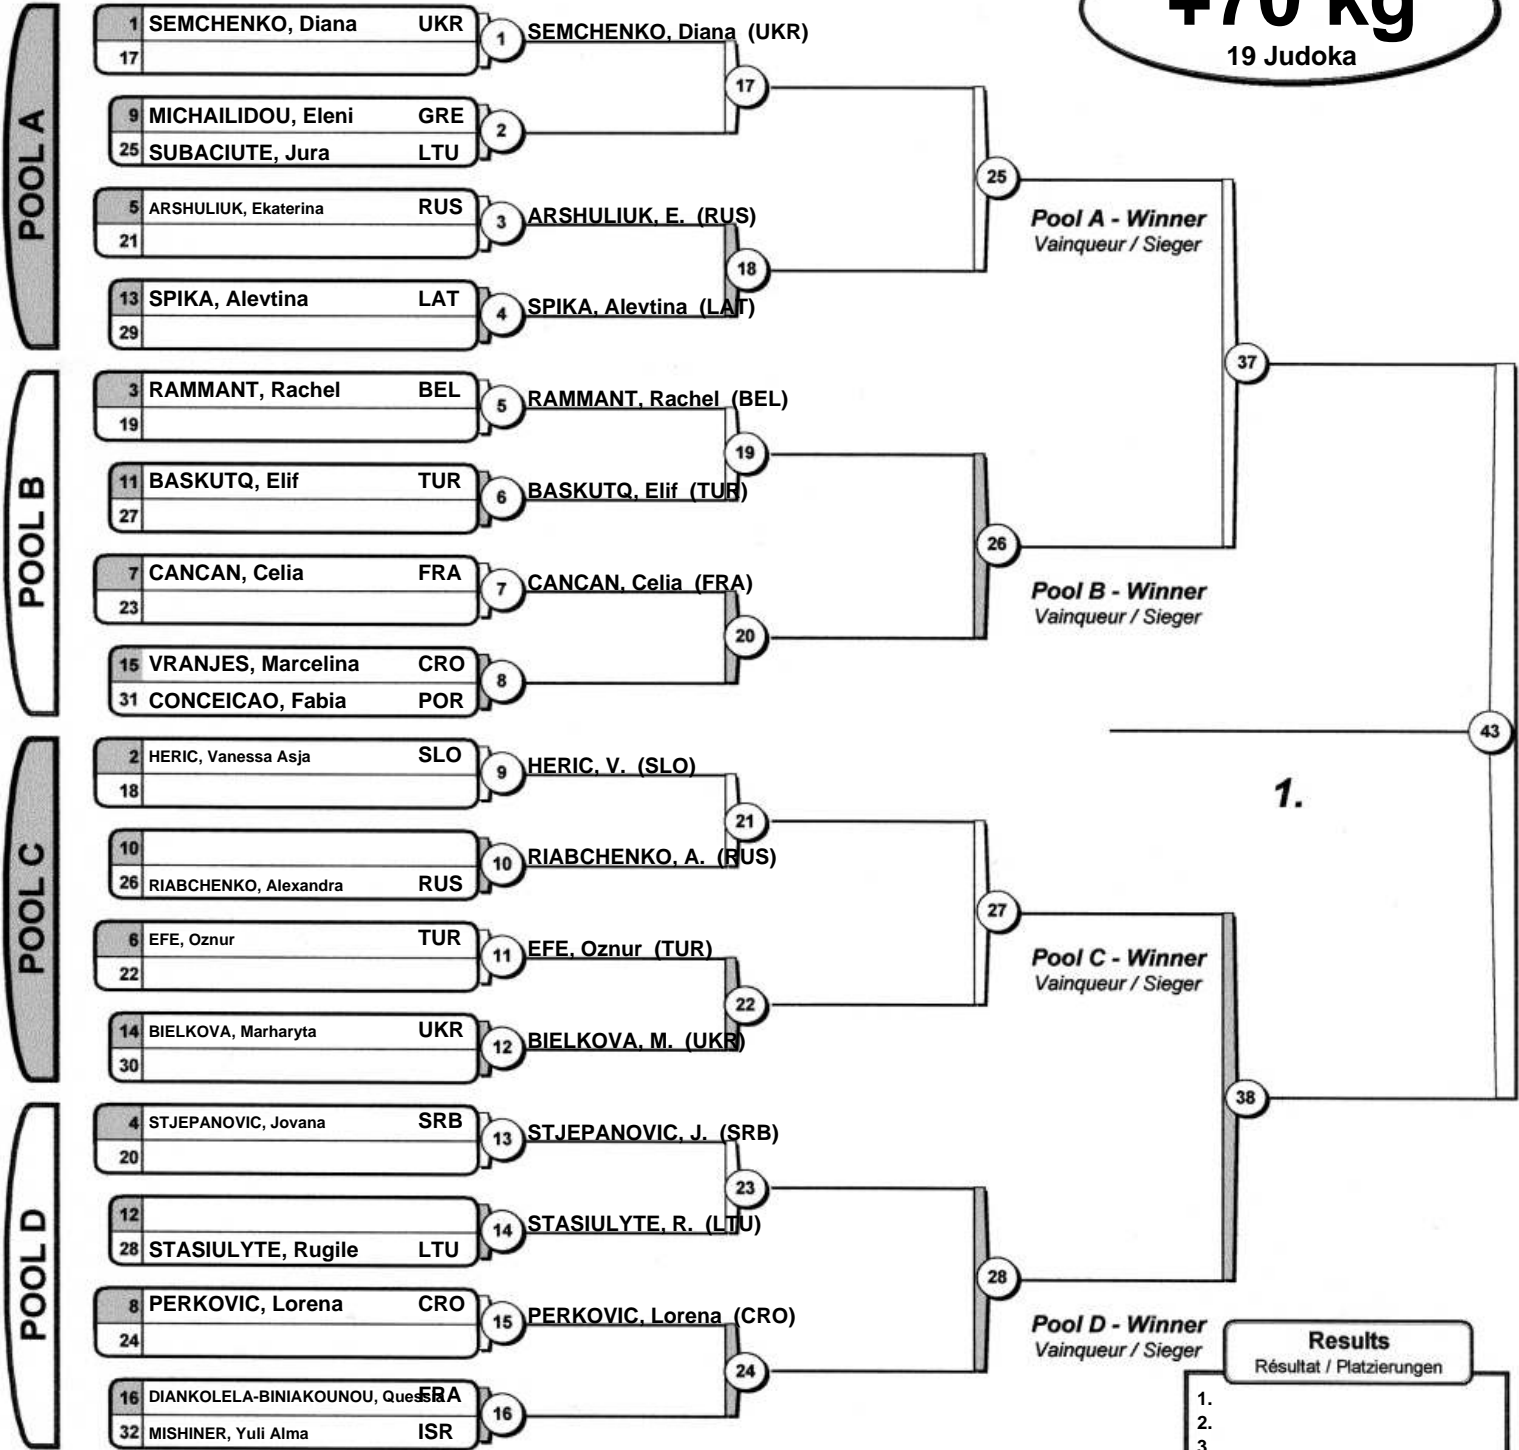 +70 kg
19 Judoka
POOL A
1 SEMCHENKO, Diana UKR
17
1
SEMCHENKO, Diana (UKR)
17
9 MICHAILIDOU, Eleni GRE
25 SUBACIUTE, Jura LTU
2
25
5 ARSHULIUK, Ekaterina RUS
21
3
ARSHULIUK, E. (RUS)
18
13 SPIKA, Alevtina LAT
29
4
SPIKA, Alevtina (LAT)
Pool A - Winner
Vainqueur / Sieger
37
POOL B
3 RAMMANT, Rachel BEL
19
5
RAMMANT, Rachel (BEL)
19
11 BASKUTQ, Elif TUR
27
6
BASKUTQ, Elif (TUR)
26
7 CANCAN, Celia FRA
23
7
CANCAN, Celia (FRA)
20
15 VRANJES, Marcelina CRO
31 CONCEICAO, Fabia POR
8
Pool B - Winner
Vainqueur / Sieger
43
1.
POOL C
2 HERIC, Vanessa Asja SLO
18
9
HERIC, V. (SLO)
21
10
26 RIABCHENKO, Alexandra RUS
10
RIABCHENKO, A. (RUS)
27
6 EFE, Oznur TUR
22
11
EFE, Oznur (TUR)
22
14 BIELKOVA, Marharyta UKR
30
12
BIELKOVA, M. (UKR)
Pool C - Winner
Vainqueur / Sieger
38
POOL D
4 STJEPANOVIC, Jovana SRB
20
13
STJEPANOVIC, J. (SRB)
23
12
28 STASIULYTE, Rugile LTU
14
STASIULYTE, R. (LTU)
28
8 PERKOVIC, Lorena CRO
24
15
PERKOVIC, Lorena (CRO)
24
16 DIANKOLELA-BINIAKOUNOU, Quessia FRA
32 MISHINER, Yuli Alma ISR
16
Pool D - Winner
Vainqueur / Sieger
Results
Résultat / Platzierungen
1.
2.
3